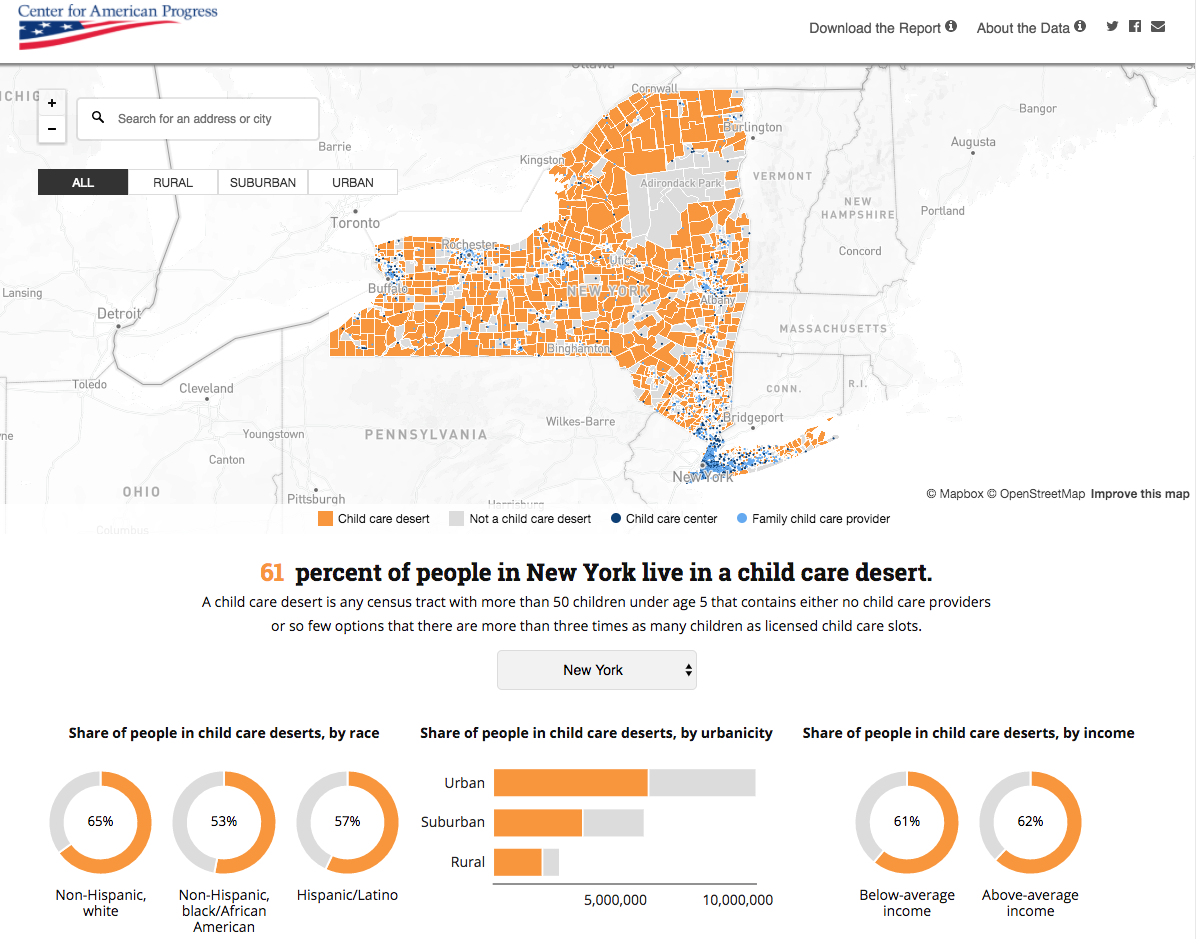 Center for American Progress
Download the Report
About the Data
Ottawa
CHIG
+
−
Search for an address or city
Cornwall
Bangor
Burlington
Barrie
Augusta
Kingston
ALL RURAL SUBURBAN URBAN
Adirondack Park
VERMONT
NEW HAMPSHIRE
Portland
Toronto
Rochester
Concord
Utica
Lansing
Buffalo
NEW YORK
Albany
Detroit
MASSACHUSETTS
Binghamton
Toledo
Cleveland
CONN.
R.I.
Wilkes-Barre
Bridgeport
ne
Youngstown
PENNSYLVANIA
Canton
New York
OHIO
Pittsburgh
Harrisburg
© Mapbox © OpenStreetMap Improve this map
Columbus
Child care desert Not a child care desert Child care center Family child care provider
61 percent of people in New York live in a child care desert.
A child care desert is any census tract with more than 50 children under age 5 that contains either no child care providers
or so few options that there are more than three times as many children as licensed child care slots.
New York
Share of people in child care deserts, by race
65% 53% 57%
Non-Hispanic, white
Non-Hispanic, black/African American
Hispanic/Latino
Share of people in child care deserts, by urbanicity
Urban
Suburban
Rural
5,000,000 10,000,000
Share of people in child care deserts, by income
61% 62%
Below-average income
Above-average income